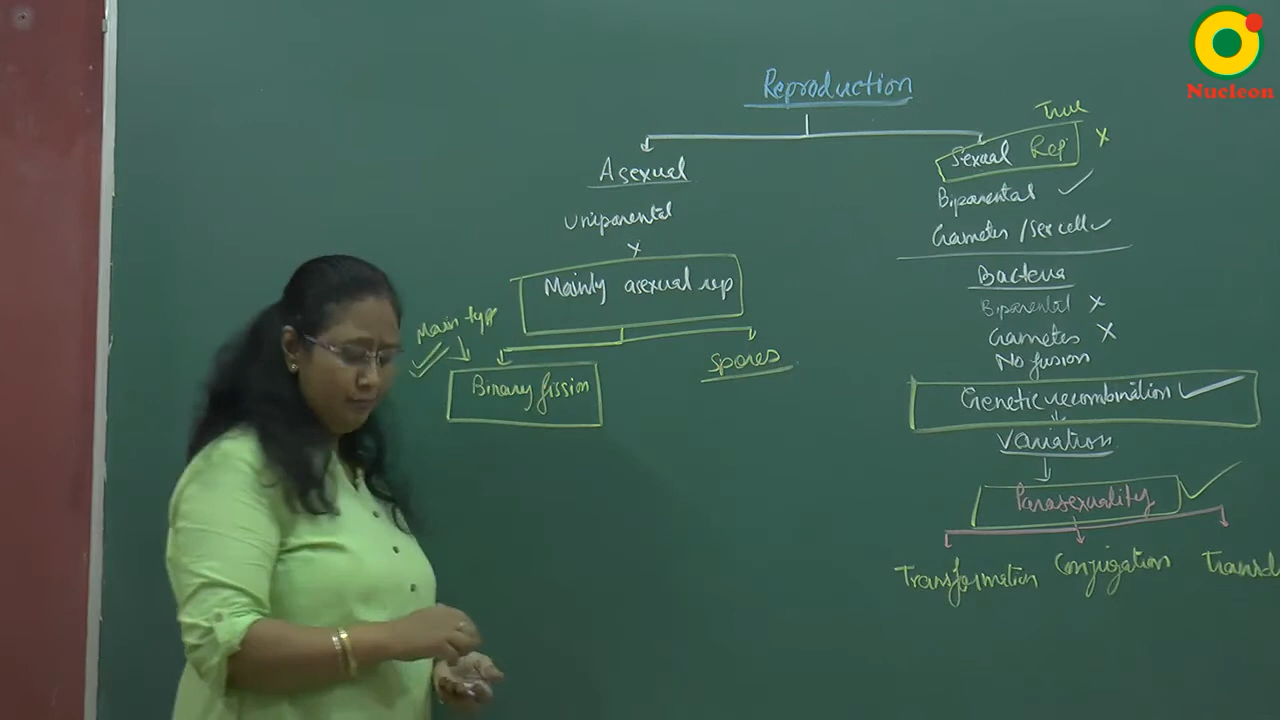 Nucleon
Reproduction
Asexual
Uniparental
x
Mainly asexual rep
Main type
Binary fission
Spores
True
Sexual Rep x
Biparental ✓
Gametes / Sex cell ✓
Bacteria
Biparental x
Gametes x
No fusion
Genetic recombination ✓
Variation
Parasexuality ✓
Transformation Conjugation Transd